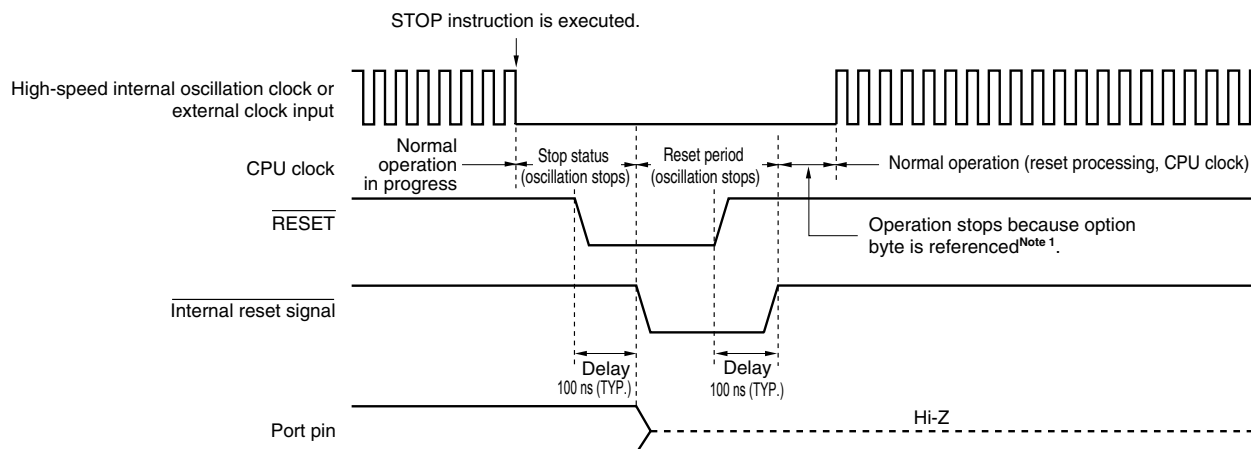 STOP instruction is executed.
High-speed internal oscillation clock or
external clock input
CPU clock
Normal
operation
in progress
Stop status
(oscillation stops)
Reset period
(oscillation stops)
Normal operation (reset processing, CPU clock)
RESET
Operation stops because option
byte is referencedNote 1.
Internal reset signal
Delay
100 ns (TYP.)
Delay
100 ns (TYP.)
Hi-Z
Port pin